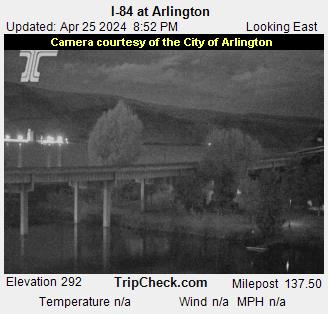 I-84 at Arlington
Updated: Apr 25 2024 8:52 PM Looking East
Camera courtesy of the City of Arlington
Elevation 292 TripCheck.com Milepost 137.50
Temperature n/a Wind n/a MPH n/a